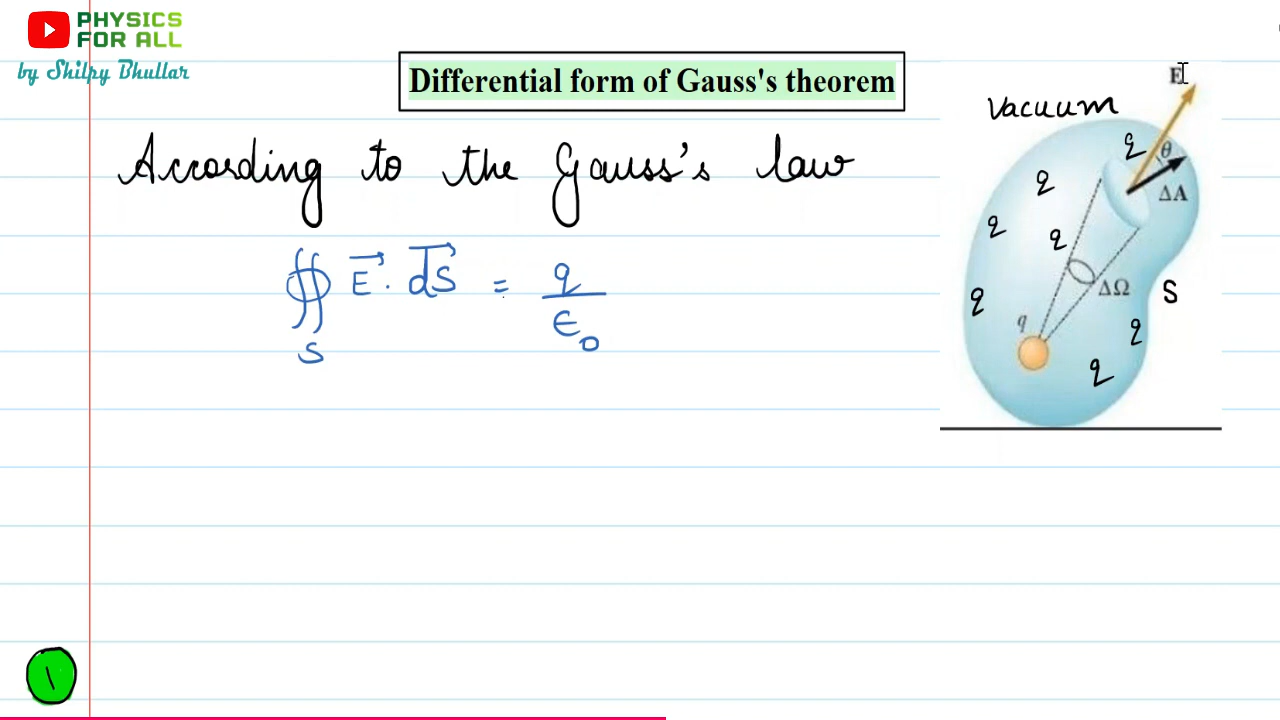 PHYSICS
FOR ALL
by Shilpy Bhullar
Differential form of Gauss's theorem
According to the Gauss's law
∯ E⃗ . dS⃗ = q / ε0
S
Vacuum
E
θ
ΔA
q
q
q
q
q
ΔΩ
S
q
q
q
q
1